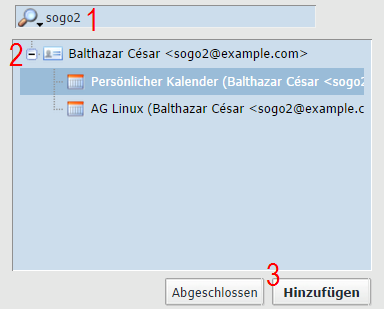 sogo2 1
2 Balthazar César <sogo2@example.com>
Persönlicher Kalender (Balthazar César <sogo2
AG Linux (Balthazar César <sogo2@example.c
3
Abgeschlossen Hinzufügen